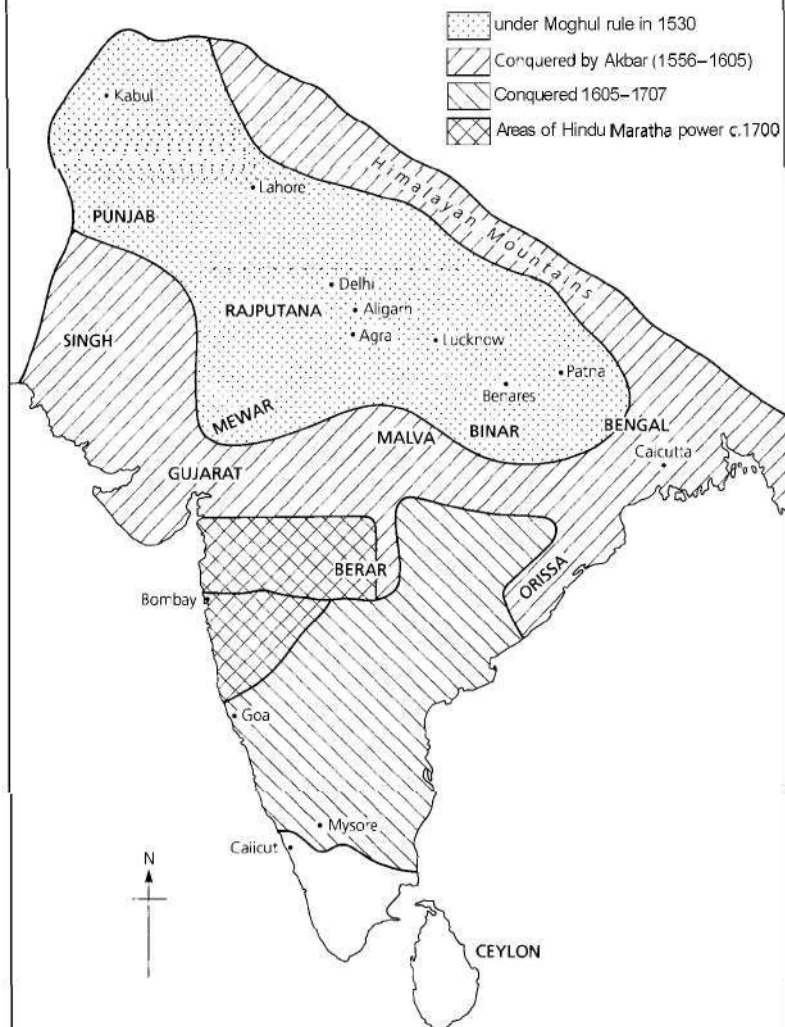 under Moghul rule in 1530
Conquered by Akbar (1556–1605)
Conquered 1605–1707
Areas of Hindu Maratha power c.1700
Kabul
Himalayan Mountains
Lahore
PUNJAB
Delhi
RAJPUTANA
Aligarn
SINGH
Agra
Lucknow
Patna
Benares
MEWAR
BENGAL
MALVA
BINAR
Caicutta
GUJARAT
BERAR
ORISSA
Bombay
Goa
Mysore
Caiicut
N
CEYLON